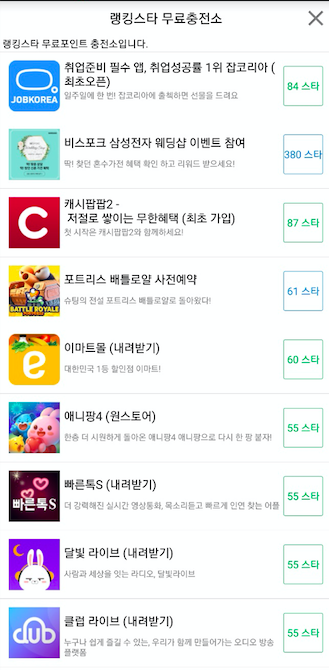 랭킹스타 무료충전소
랭킹스타 무료포인트 충전소입니다.
취업준비 필수 앱, 취업성공률 1위 잡코리아 (
최초오픈)
일주일에 한 번! 잡코리아에 출첵하면 선물을 드려요
JOBKOREA
84 스타
비스포크 삼성전자 웨딩샵 이벤트 참여
딱! 찾던 혼수가전 혜택 확인 하고 리워드 받으세요!
380 스타
캐시팝팝2 -
저절로 쌓이는 무한혜택 (최초 가입)
첫 시작은 캐시팝팝2와 함께하세요!
C
87 스타
포트리스 배틀로얄 사전예약
슈팅의 전설 포트리스 배틀로얄로 돌아왔다!
BATTLE ROYALE
61 스타
이마트몰 (내려받기)
대한민국 1등 할인점 이마트!
e
60 스타
애니팡4 (원스토어)
한층 더 시원하게 돌아온 애니팡4 애니팡으로 다시 한 팡 붙자!
55 스타
빠른톡S (내려받기)
더 강력해진 실시간 영상통화, 목소리듣고 빠르게 인연 찾는 어플
빠른톡S
55 스타
달빛 라이브 (내려받기)
사람과 세상을 잇는 라디오, 달빛라이브
55 스타
클럽 라이브 (내려받기)
누구나 쉽게 즐길 수 있는, 우리가 함께 만들어가는 오디오 방송
플랫폼
club
55 스타